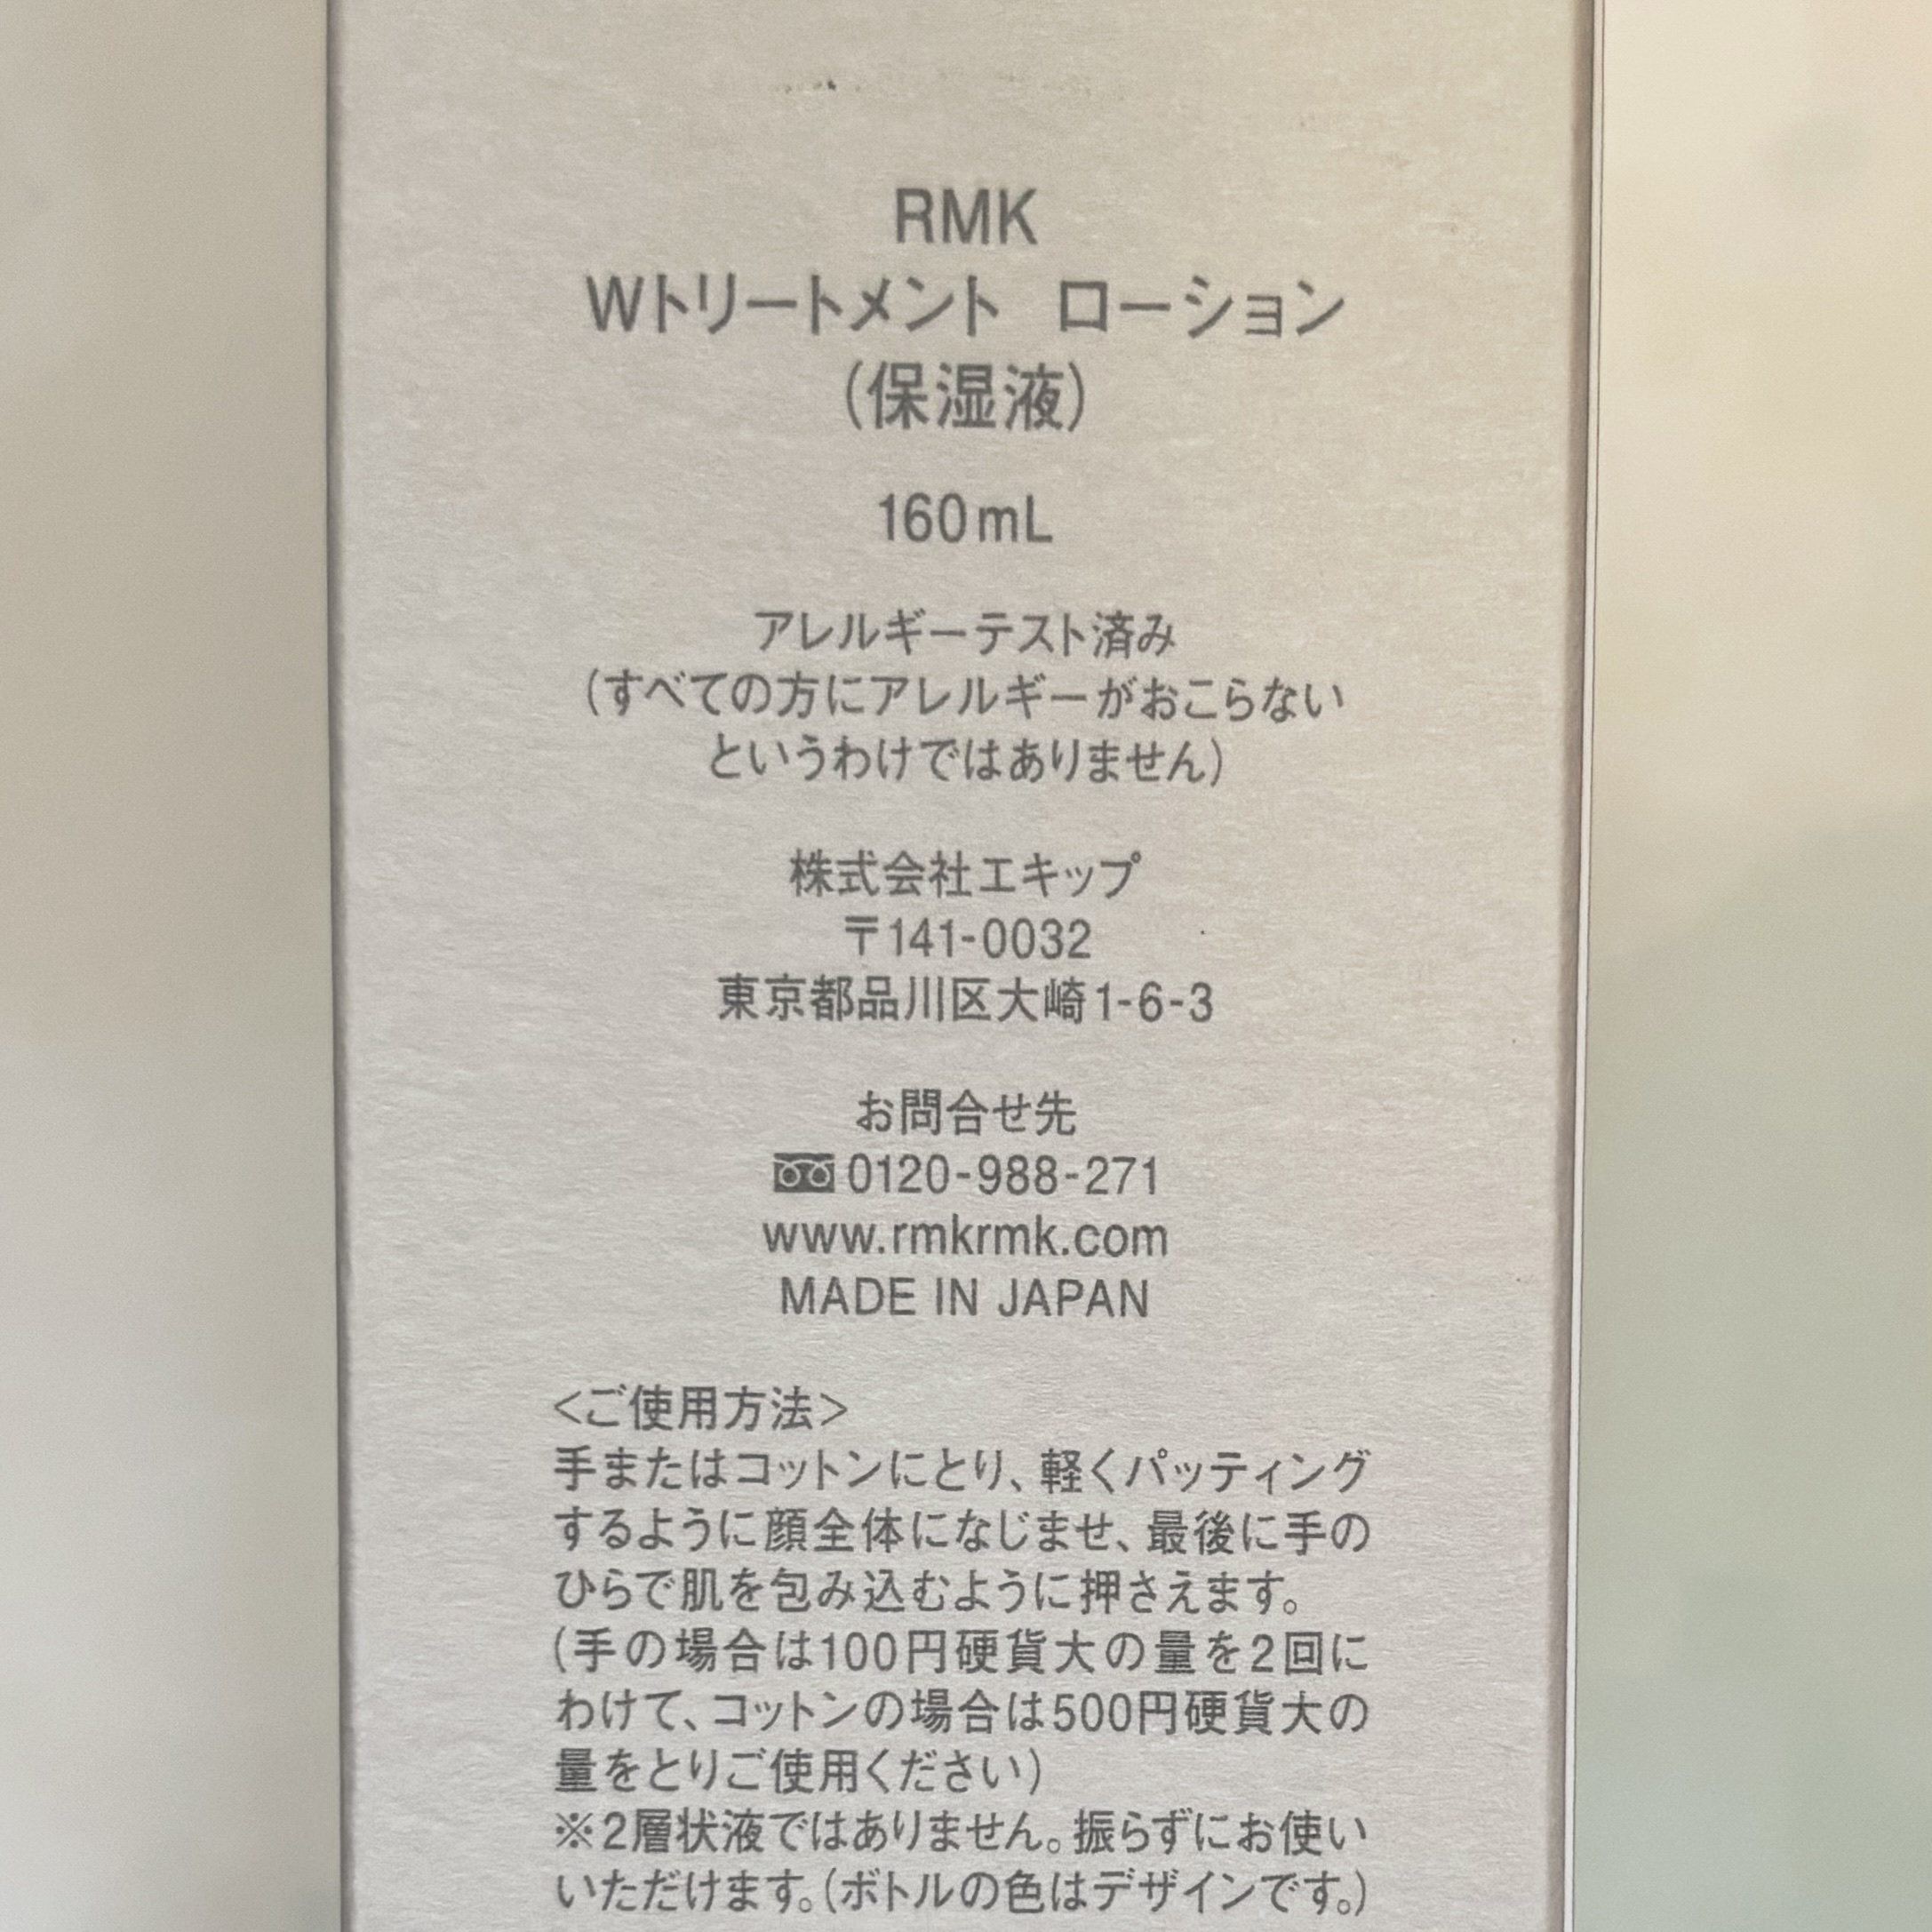 RMK
Wトリートメント ローション
(保湿液)
160mL
アレルギーテスト済み
(すべての方にアレルギーがおこらない
というわけではありません)
株式会社エキップ
〒141-0032
東京都品川区大崎1-6-3
お問合せ先
0120-988-271
www.rmkrmk.com
MADE IN JAPAN
<ご使用方法>
手またはコットンにとり、軽くパッティング
するように顔全体になじませ、最後に手の
ひらで肌を包み込むように押さえます。
(手の場合は100円硬貨大の量を2回に
わけて、コットンの場合は500円硬貨大の
量をとりご使用ください)
※2層状液ではありません。振らずにお使い
いただけます。(ボトルの色はデザインです。)